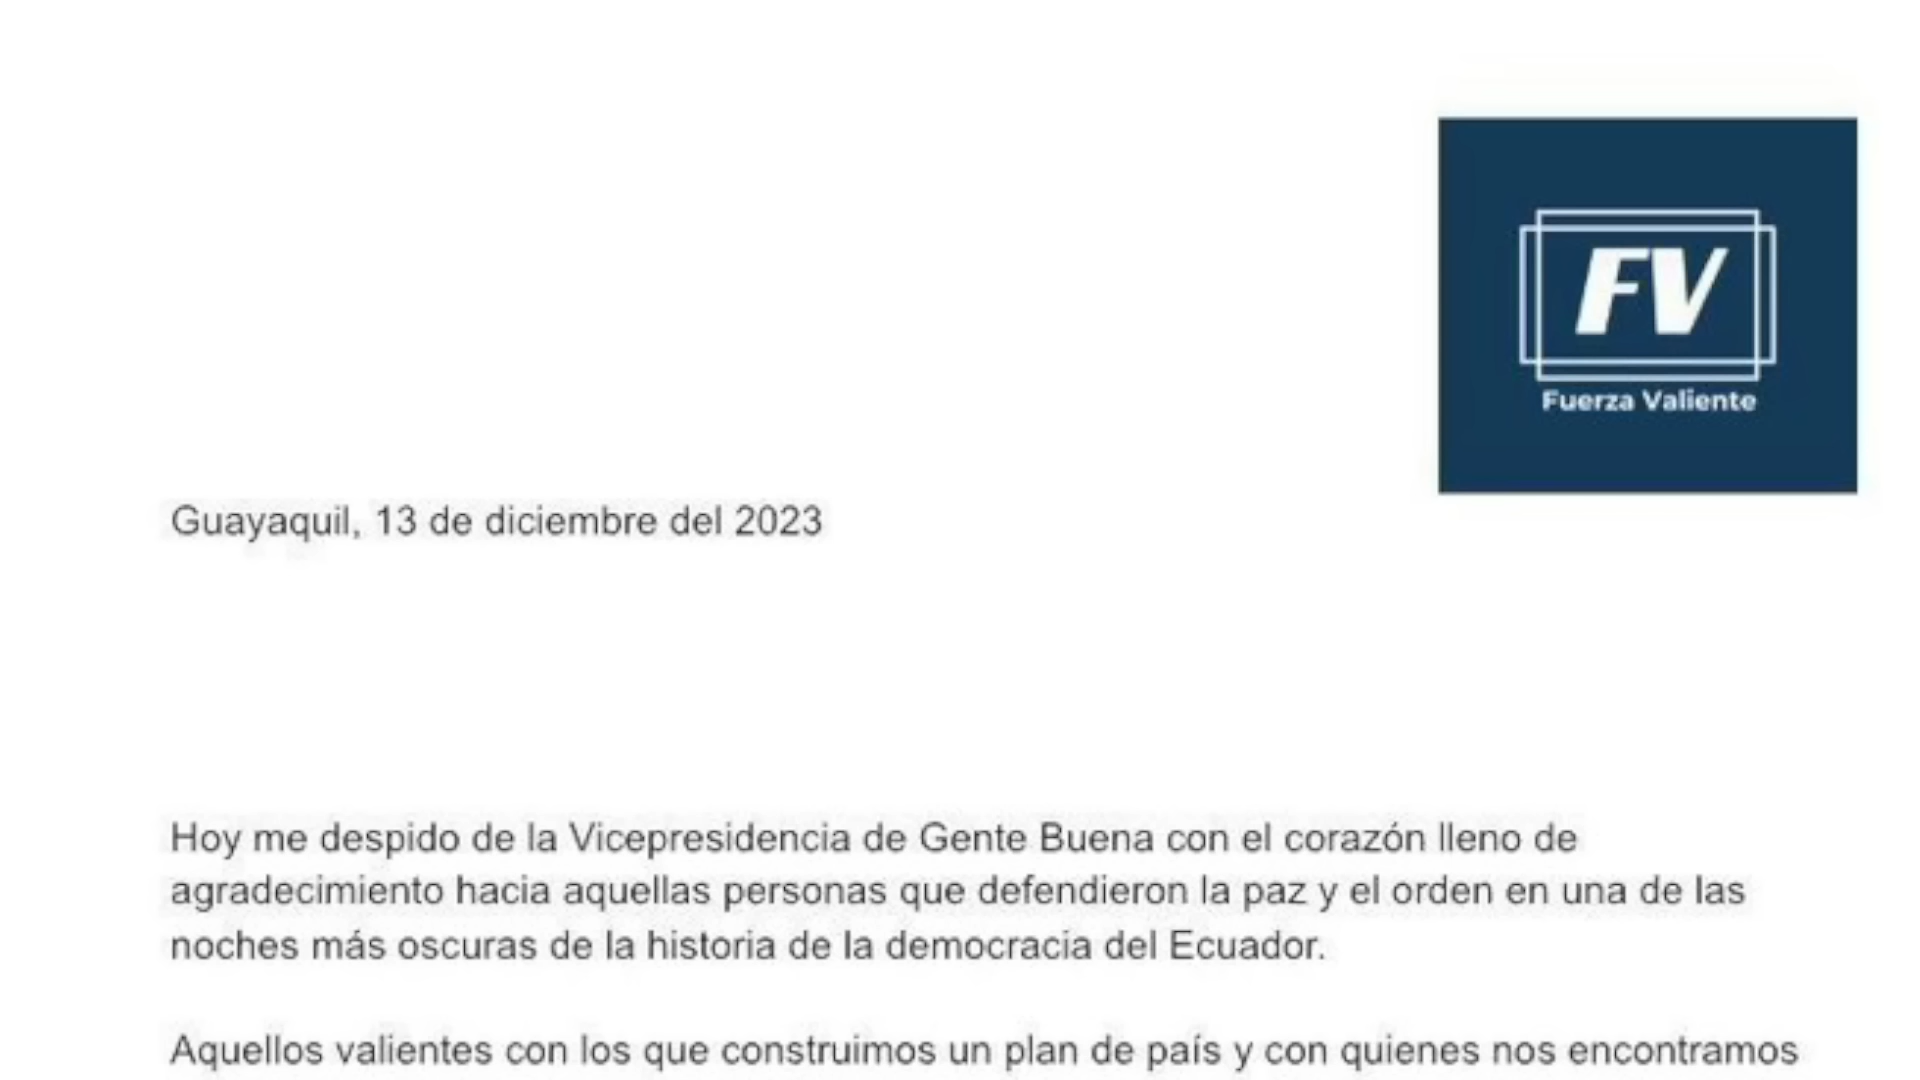 FV
Fuerza Valiente
Guayaquil, 13 de diciembre del 2023
Hoy me despido de la Vicepresidencia de Gente Buena con el corazón lleno de
agradecimiento hacia aquellas personas que defendieron la paz y el orden en una de las
noches más oscuras de la historia de la democracia del Ecuador.
Aquellos valientes con los que construimos un plan de país y con quienes nos encontramos